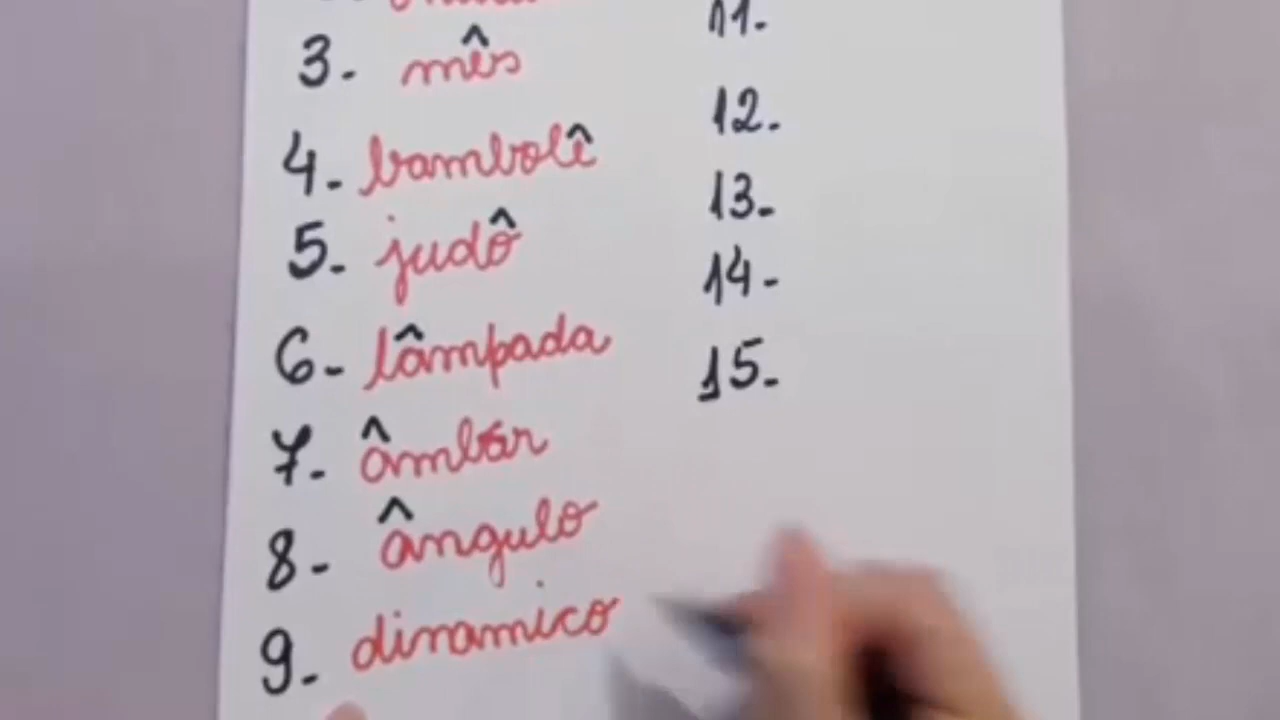 3. mês
4. bambolê
5. judô
6. lâmpada
7. âmbar
8. ângulo
9. dinamico
11.
12.
13.
14.
15.